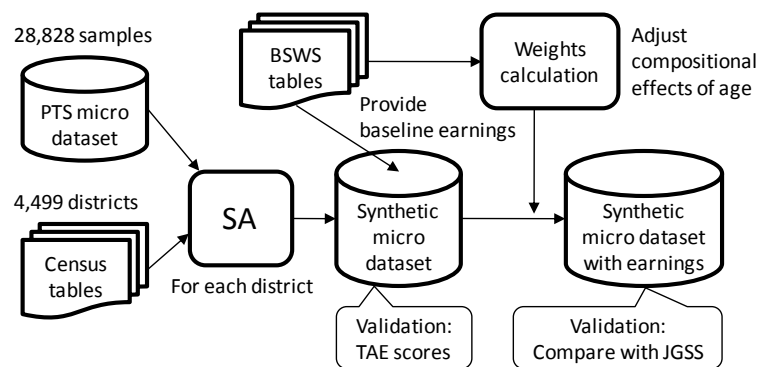 28,828 samples
PTS micro
dataset
4,499 districts
Census
tables
SA
For each district
BSWS
tables
Provide
baseline earnings
Weights
calculation
Adjust
compositional
effects of age
Synthetic
micro
dataset
Synthetic
micro dataset
with earnings
Validation:
TAE scores
Validation:
Compare with JGSS